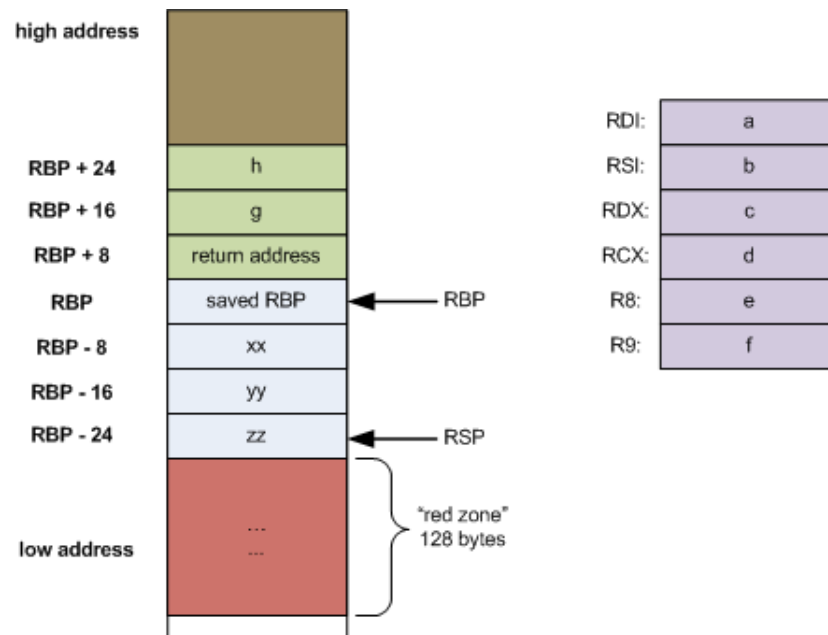 high address
RBP + 24
h
RBP + 16
g
RBP + 8
return address
RBP
saved RBP
RBP
RBP - 8
xx
RBP - 16
yy
RBP - 24
zz
RSP
...
...
low address
"red zone"
128 bytes
RDI:
a
RSI:
b
RDX:
c
RCX:
d
R8:
e
R9:
f